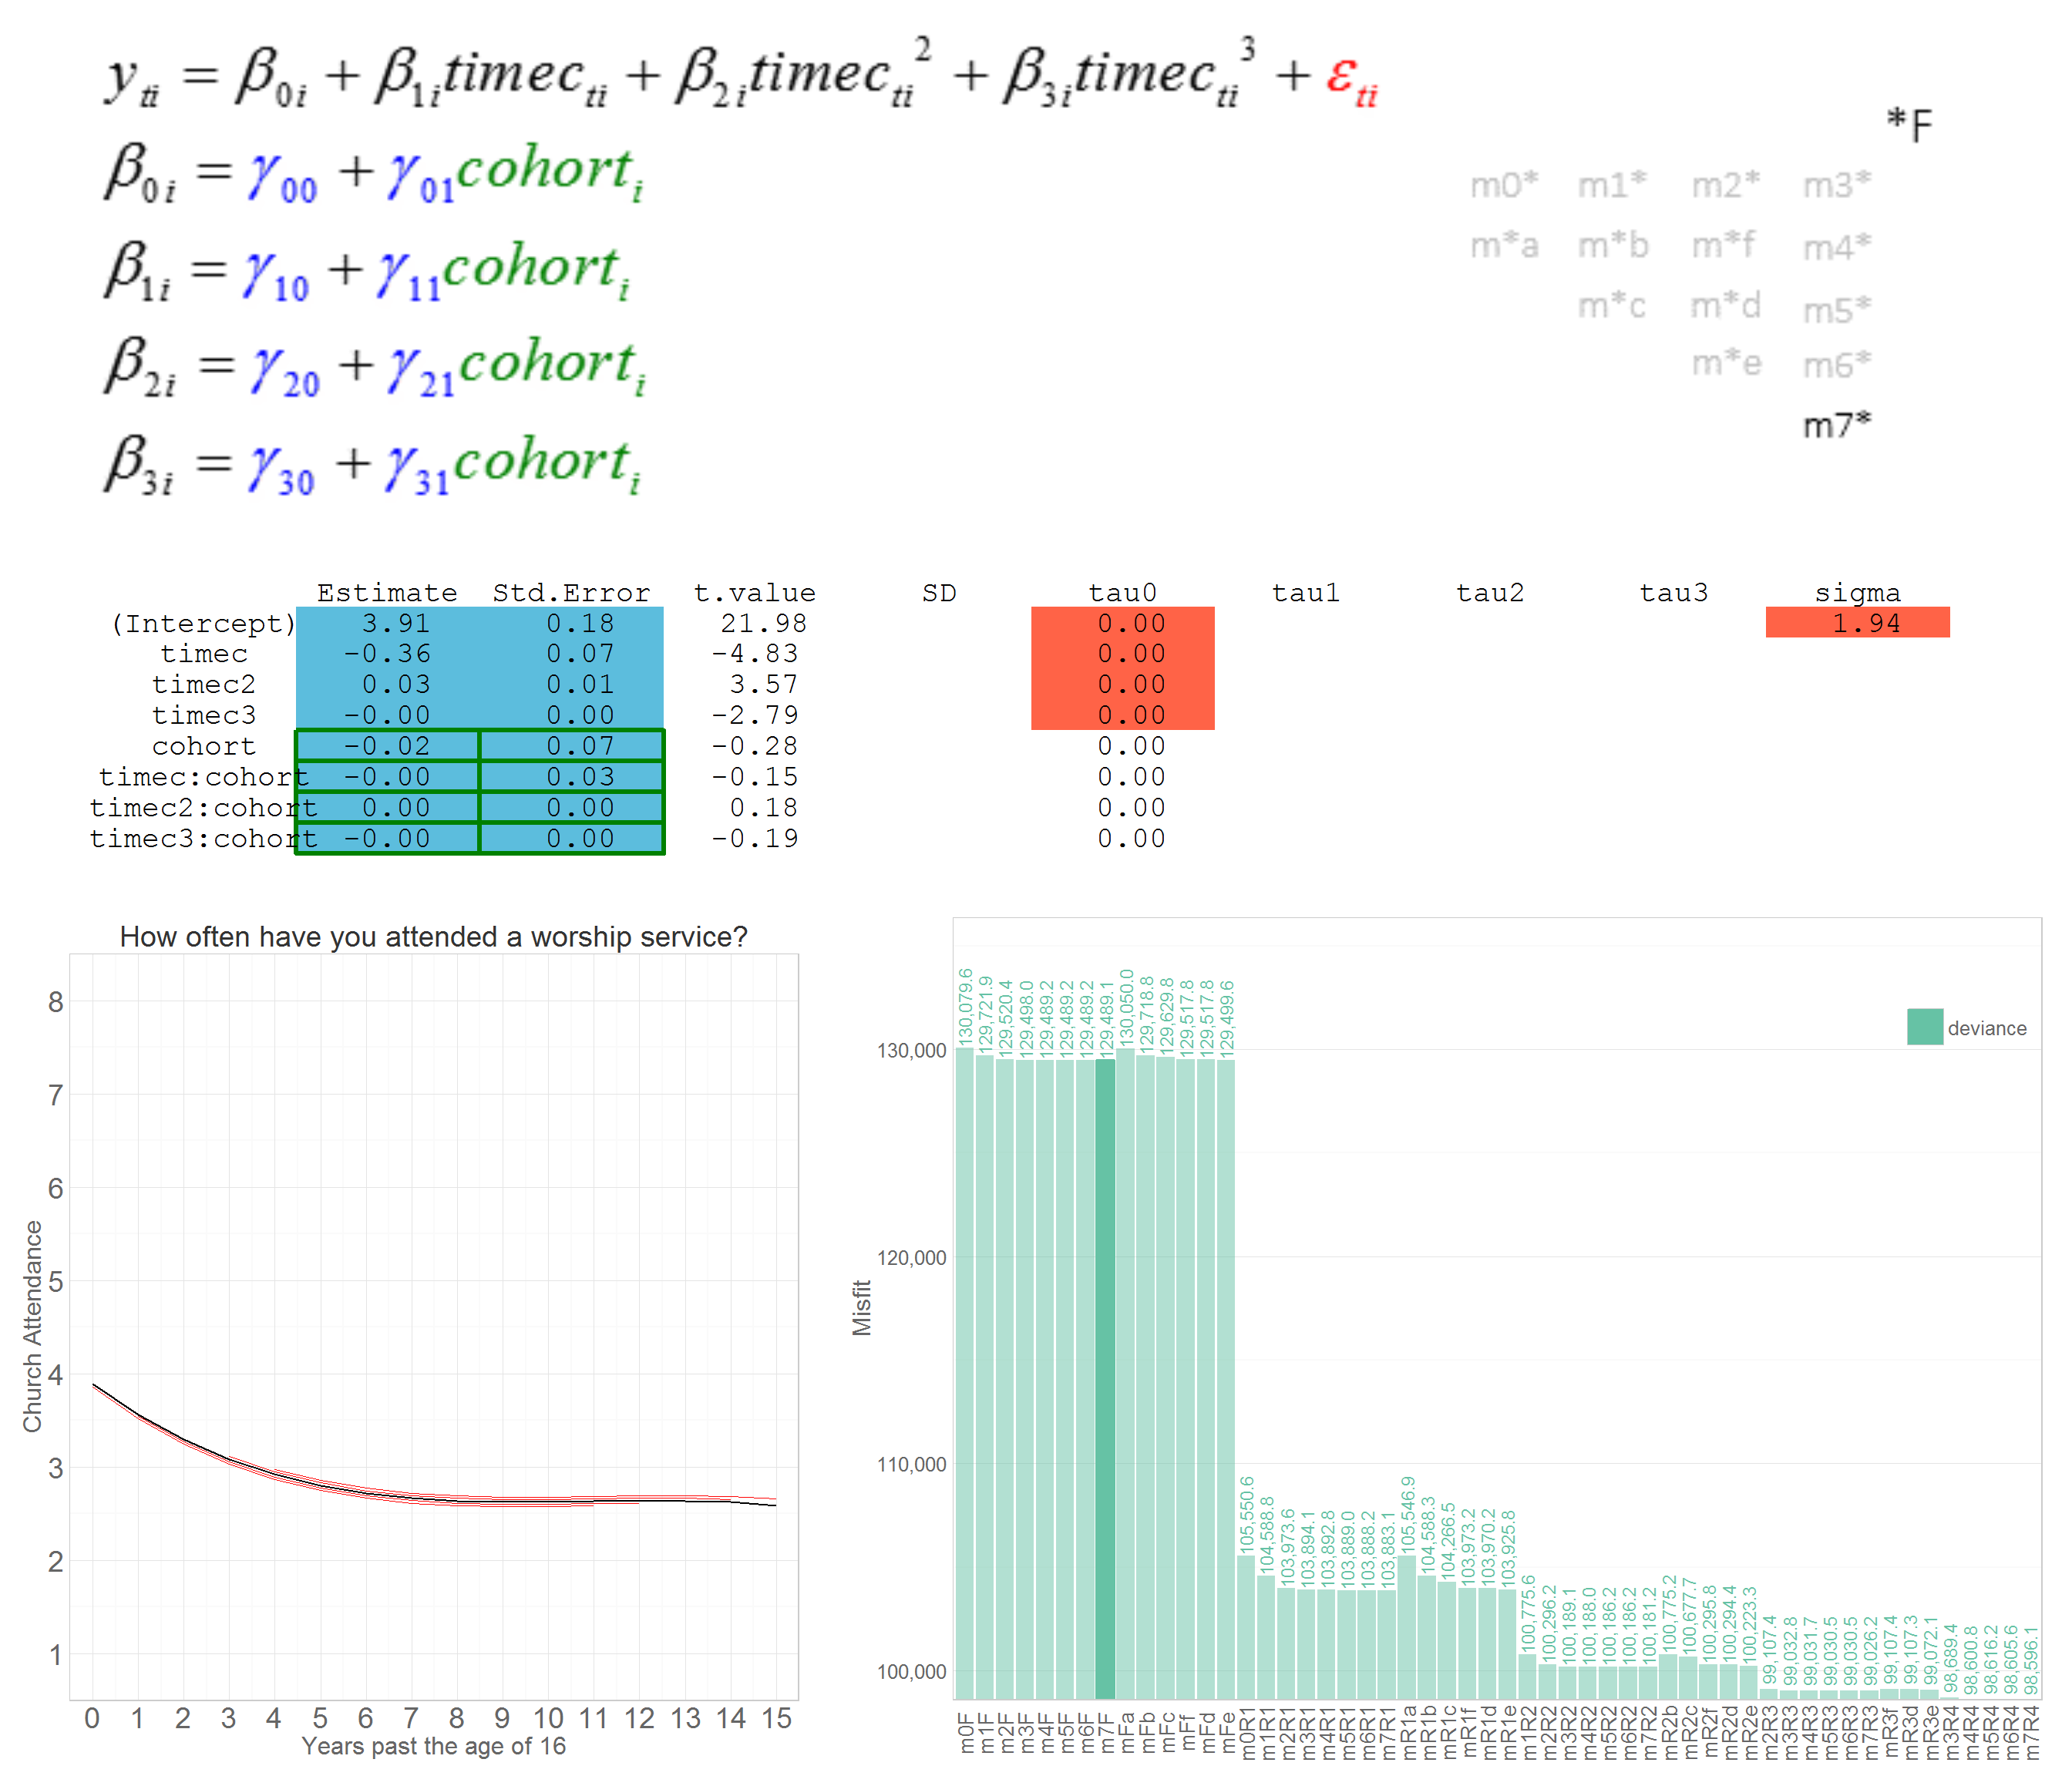 y_ti = β_0i + β_1i timec_ti + β_2i timec_ti² + β_3i timec_ti³ + ε_ti
β_0i = γ_00 + γ_01 cohort_i
β_1i = γ_10 + γ_11 cohort_i
β_2i = γ_20 + γ_21 cohort_i
β_3i = γ_30 + γ_31 cohort_i
*F
m0* m1* m2* m3*
m*a m*b m*f m4*
m*c m*d m5*
m*e m6*
m7*
Estimate Std.Error t.value SD tau0 tau1 tau2 tau3 sigma
(Intercept) 3.91 0.18 21.98 0.00 1.94
timec -0.36 0.07 -4.83 0.00
timec2 0.03 0.01 3.57 0.00
timec3 -0.00 0.00 -2.79 0.00
cohort -0.02 0.07 -0.28 0.00
timec:cohort -0.00 0.03 -0.15 0.00
timec2:cohort 0.00 0.00 0.18 0.00
timec3:cohort -0.00 0.00 -0.19 0.00
How often have you attended a worship service?
Church Attendance
8
7
6
5
4
3
2
1
0 1 2 3 4 5 6 7 8 9 10 11 12 13 14 15
Years past the age of 16
Misfit
130,000
120,000
110,000
100,000
deviance
130,079.6 129,721.9 129,520.4 129,498.0 129,489.2 129,489.2 129,489.2 129,489.1 130,050.0 129,718.8 129,629.8 129,517.8 129,517.8 129,499.6 105,550.6 104,588.8 103,973.6 103,894.1 103,892.8 103,889.0 103,888.2 103,883.1 105,546.9 104,588.3 104,266.5 103,973.2 103,970.2 103,925.8 100,775.6 100,296.2 100,189.1 100,188.0 100,186.2 100,186.2 100,181.2 100,775.2 100,677.7 100,295.8 100,294.4 100,223.3 99,107.4 99,032.8 99,031.7 99,030.5 99,030.5 99,026.2 99,107.4 99,107.3 99,072.1 98,689.4 98,600.8 98,616.2 98,605.6 98,596.1
m0F m1F m2F m3F m4F m5F m6F m7F mFa mFb mFc mFf mFd mFe m0R1 m1R1 m2R1 m3R1 m4R1 m5R1 m6R1 m7R1 mR1a mR1b mR1c mR1f mR1d mR1e m1R2 m2R2 m3R2 m4R2 m5R2 m6R2 m7R2 mR2b mR2c mR2f mR2d mR2e m2R3 m3R3 m4R3 m5R3 m6R3 m7R3 mR3f mR3d mR3e m3R4 m4R4 m5R4 m6R4 m7R4